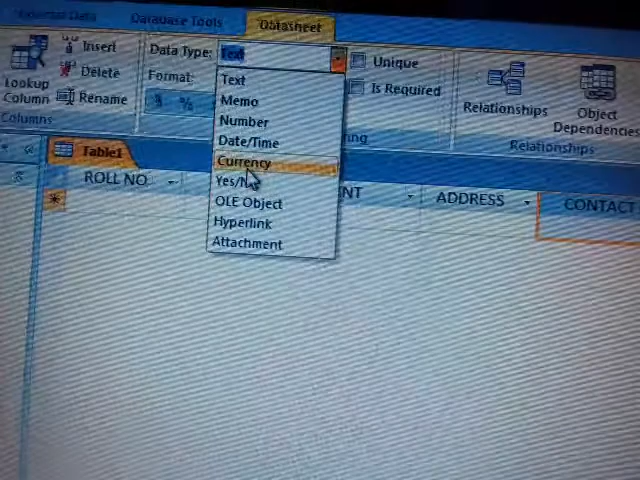 External Data Database Tools Datasheet
Insert
Delete
Rename
Lookup
Column
Columns
Data Type: Text
Format:
%
Unique
Is Required
Relationships
Object
Dependencies
Relationships
Text
Memo
Number
Date/Time
Currency
OLE Object
Hyperlink
Attachment
Table1
ROLL NO
ADDRESS
CONTACT